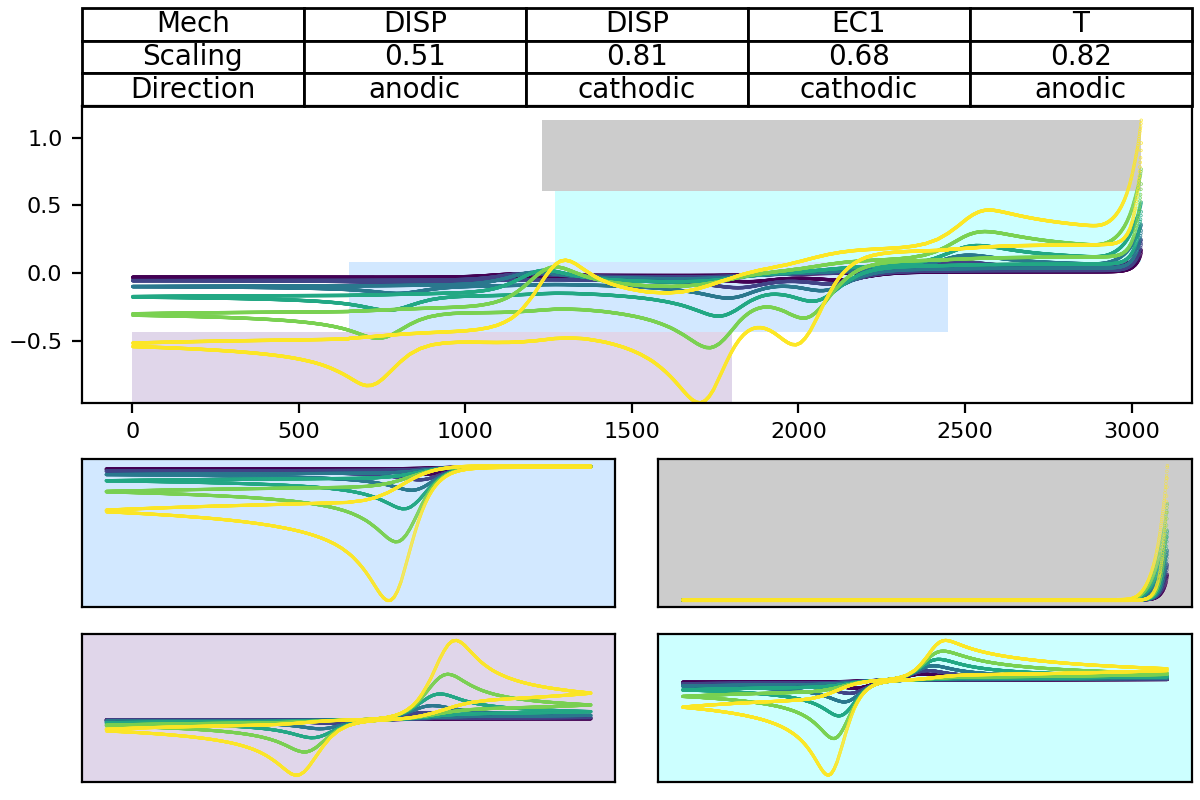 Mech DISP DISP EC1 T
Scaling 0.51 0.81 0.68 0.82
Direction anodic cathodic cathodic anodic
1.0
0.5
0.0
−0.5
0 500 1000 1500 2000 2500 3000